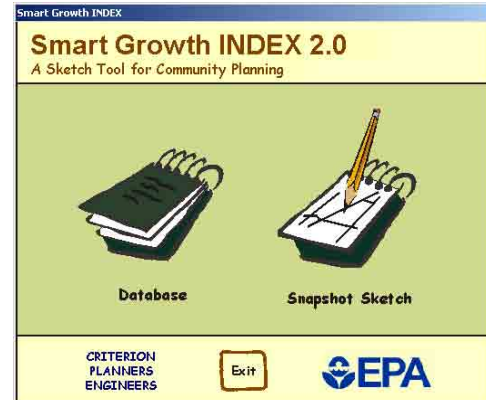 Smart Growth INDEX
Smart Growth INDEX 2.0
A Sketch Tool for Community Planning
Database
Snapshot Sketch
CRITERION
PLANNERS
ENGINEERS
Exit
EPA